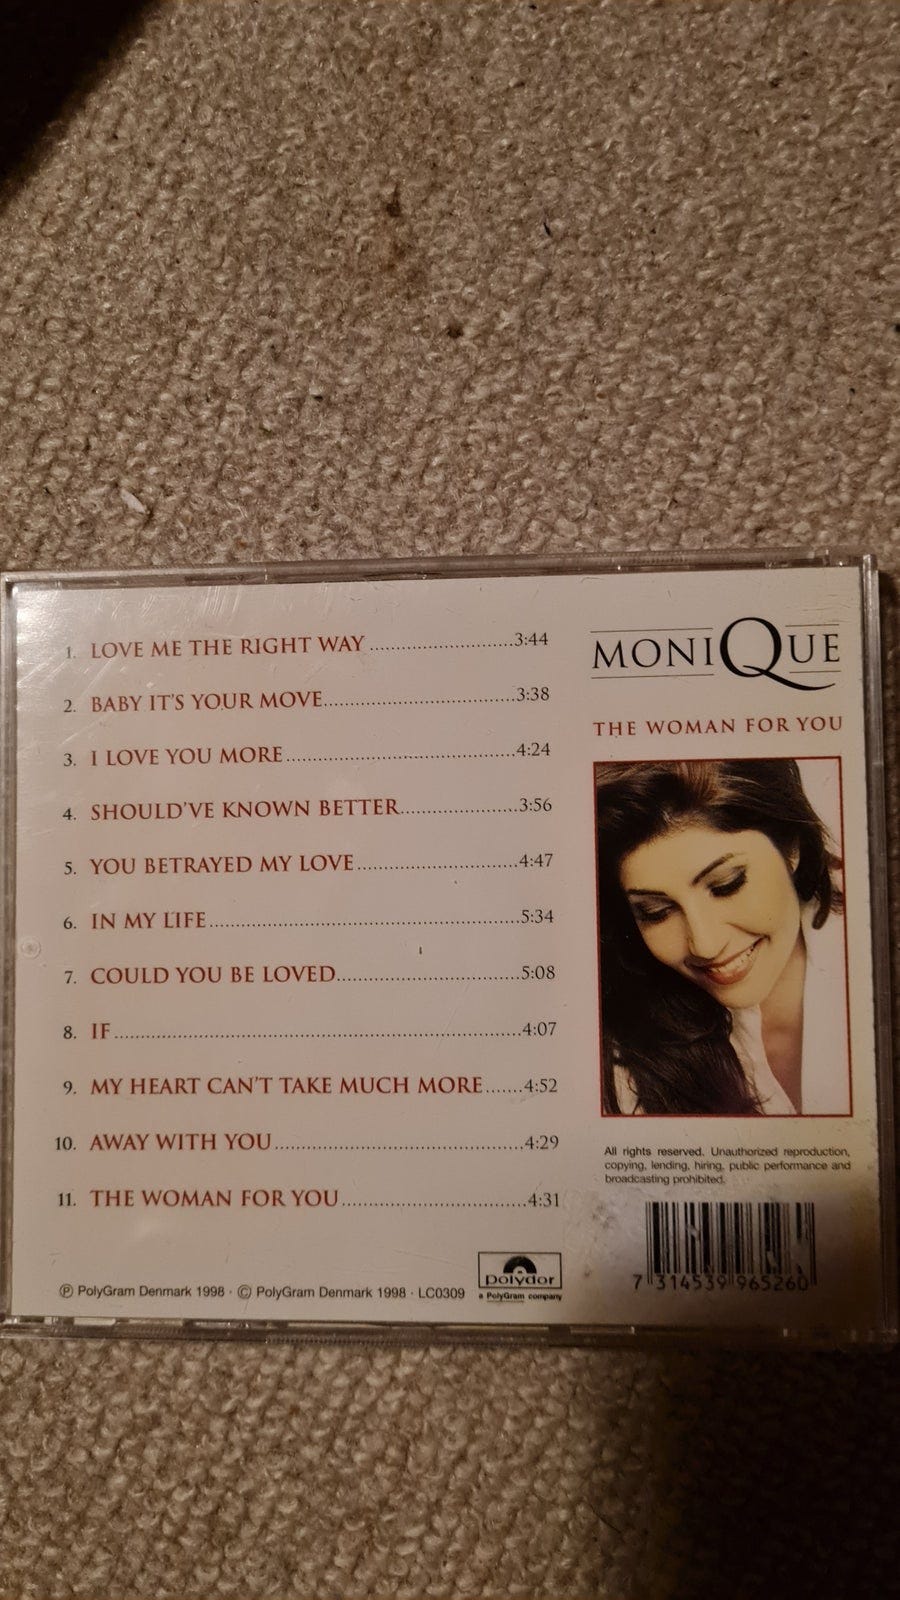 1. LOVE ME THE RIGHT WAY ........................3:44
2. BABY IT'S YOUR MOVE................................3:38
3. I LOVE YOU MORE.......................................4:24
4. SHOULD'VE KNOWN BETTER....................3:56
5. YOU BETRAYED MY LOVE...........................4:47
6. IN MY LIFE....................................................5:34
7. COULD YOU BE LOVED...............................5:08
8. IF....................................................................4:07
9. MY HEART CAN'T TAKE MUCH MORE.......4:52
10. AWAY WITH YOU..........................................4:29
11. THE WOMAN FOR YOU...............................4:31
℗ PolyGram Denmark 1998 · © PolyGram Denmark 1998 · LC0309
polydor
a PolyGram company
MONIQUE
THE WOMAN FOR YOU
All rights reserved. Unauthorized reproduction,
copying, lending, hiring, public performance and
broadcasting prohibited.
7 314539 965260